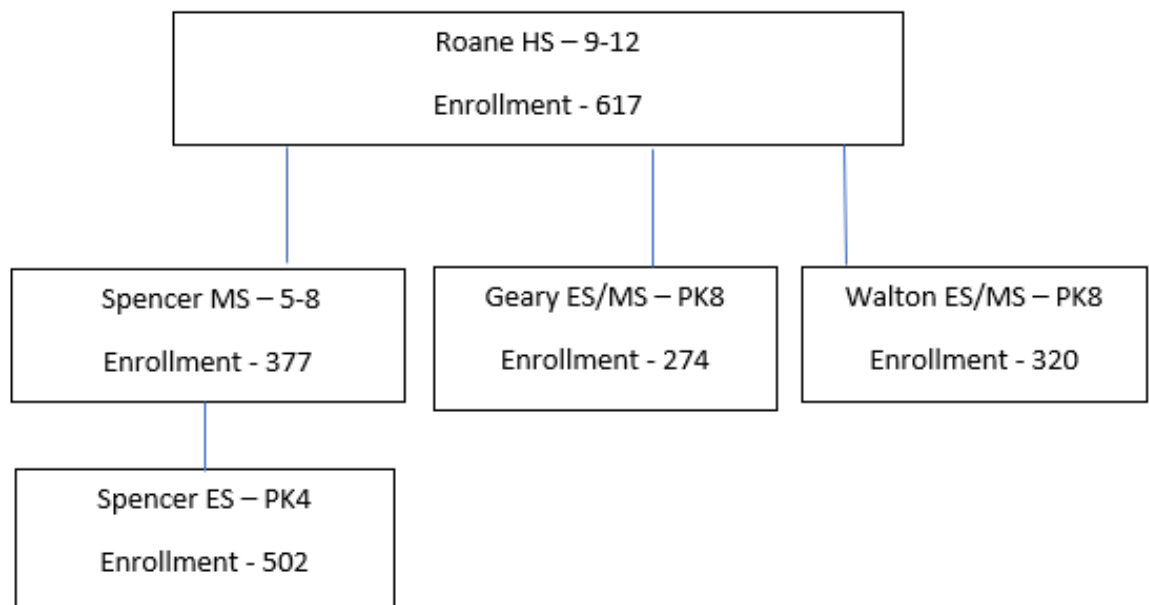 Roane HS – 9-12
Enrollment - 617
Spencer MS – 5-8
Enrollment - 377
Geary ES/MS – PK8
Enrollment - 274
Walton ES/MS – PK8
Enrollment - 320
Spencer ES – PK4
Enrollment - 502